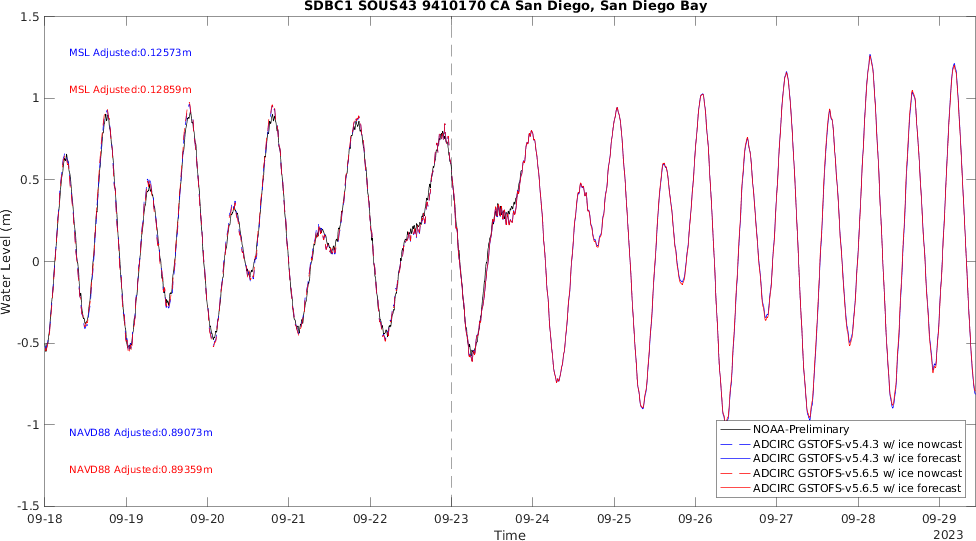 SDBC1 SOUS43 9410170 CA San Diego, San Diego Bay
1.5
MSL Adjusted:0.12573m
MSL Adjusted:0.12859m
1
0.5
Water Level (m)
0
-0.5
-1
NAVD88 Adjusted:0.89073m
NAVD88 Adjusted:0.89359m
-1.5
NOAA-Preliminary
ADCIRC GSTOFS-v5.4.3 w/ ice nowcast
ADCIRC GSTOFS-v5.4.3 w/ ice forecast
ADCIRC GSTOFS-v5.6.5 w/ ice nowcast
ADCIRC GSTOFS-v5.6.5 w/ ice forecast
09-18 09-19 09-20 09-21 09-22 09-23 09-24 09-25 09-26 09-27 09-28 09-29
Time
2023